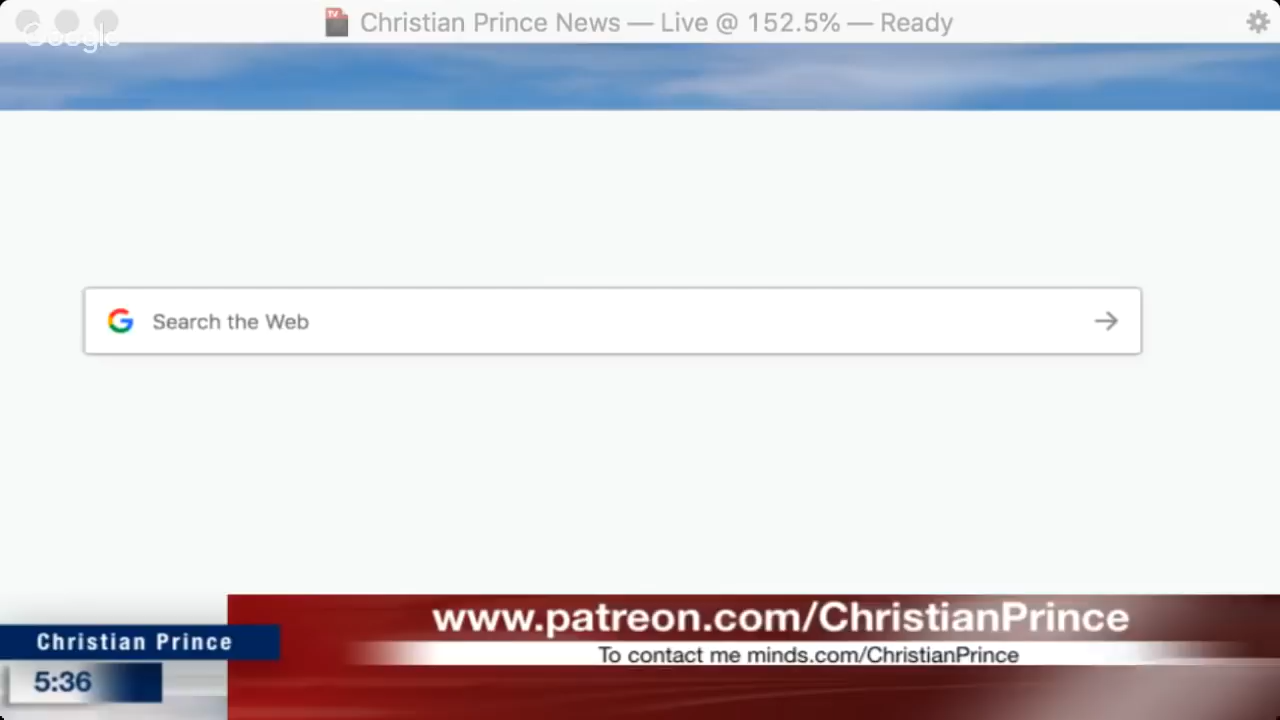 Christian Prince News — Live @ 152.5% — Ready
Google
G Search the Web
www.patreon.com/ChristianPrince
To contact me minds.com/ChristianPrince
Christian Prince
5:36